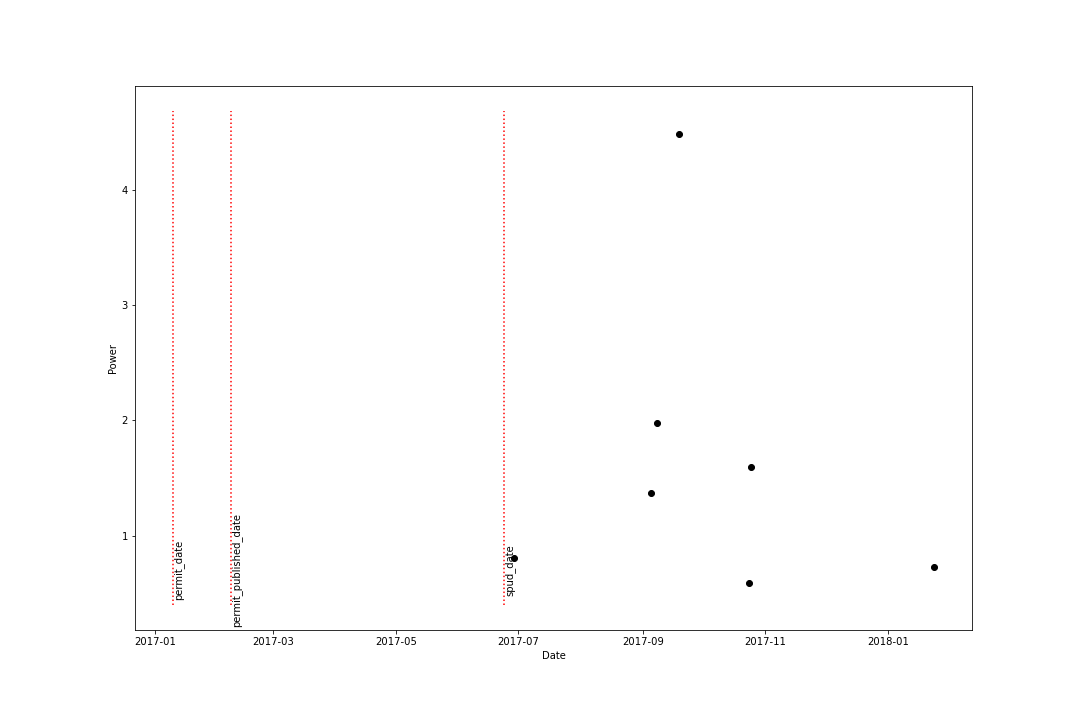 4
3
2
1
Power
permit_date
permit_published_date
spud_date
2017-01
2017-03
2017-05
2017-07
2017-09
2017-11
2018-01
Date